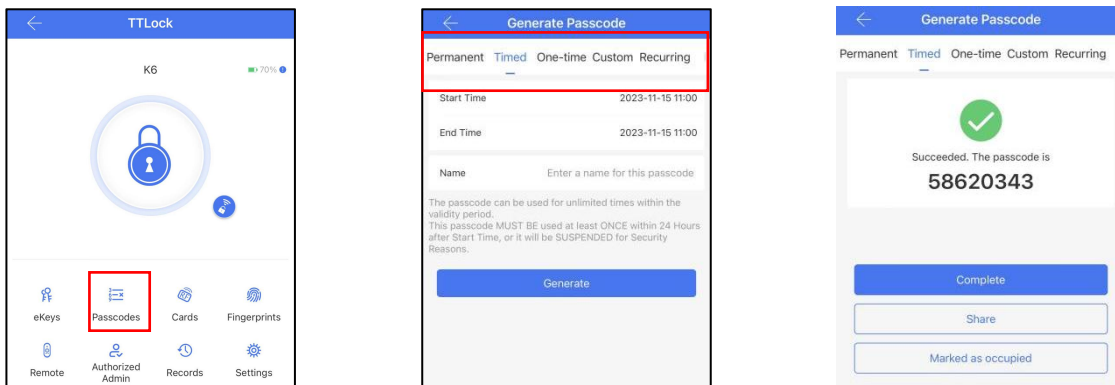 TTLock
K6
70%
eKeys
Passcodes
Cards
Fingerprints
Remote
Authorized
Admin
Records
Settings
Generate Passcode
Permanent Timed One-time Custom Recurring
Start Time 2023-11-15 11:00
End Time 2023-11-15 11:00
Name Enter a name for this passcode
The passcode can be used for unlimited times within the
validity period.
This passcode MUST BE used at least ONCE within 24 Hours
after Start Time, or it will be SUSPENDED for Security
Reasons.
Generate
Generate Passcode
Permanent Timed One-time Custom Recurring
Succeeded. The passcode is
58620343
Complete
Share
Marked as occupied